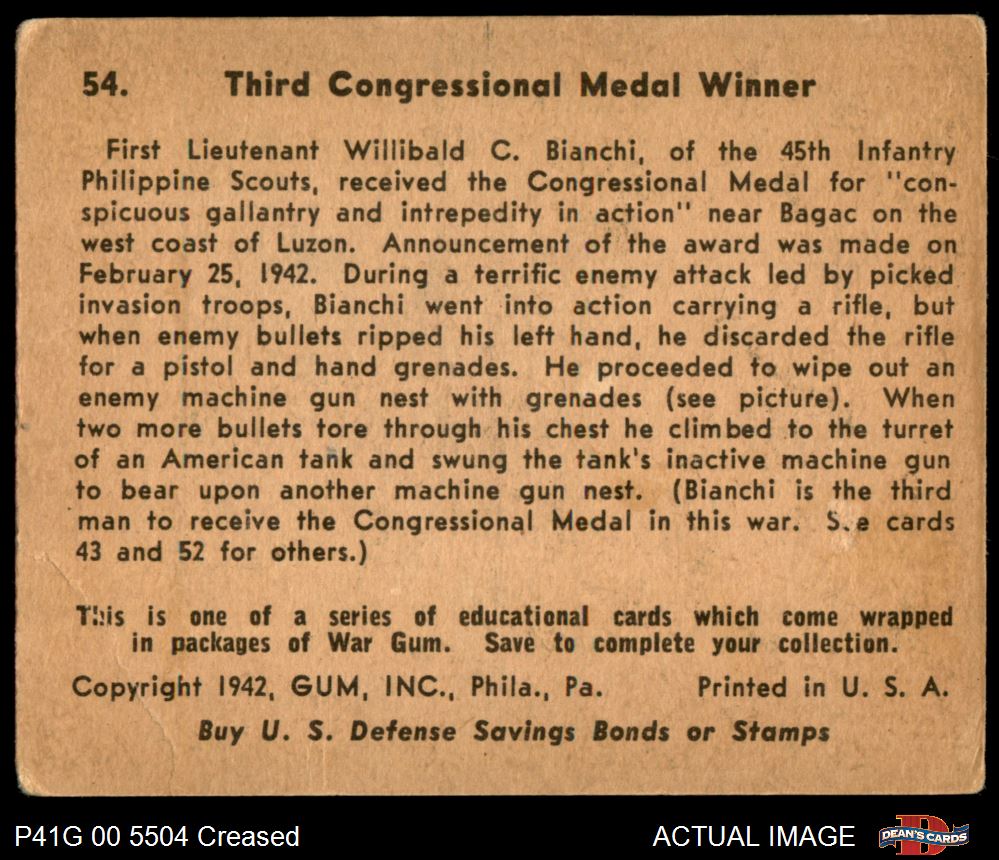 54. Third Congressional Medal Winner
First Lieutenant Willibald C. Bianchi, of the 45th Infantry
Philippine Scouts, received the Congressional Medal for "con-
spicuous gallantry and intrepedity in action" near Bagac on the
west coast of Luzon. Announcement of the award was made on
February 25, 1942. During a terrific enemy attack led by picked
invasion troops, Bianchi went into action carrying a rifle, but
when enemy bullets ripped his left hand, he discarded the rifle
for a pistol and hand grenades. He proceeded to wipe out an
enemy machine gun nest with grenades (see picture). When
two more bullets tore through his chest he climbed to the turret
of an American tank and swung the tank's inactive machine gun
to bear upon another machine gun nest. (Bianchi is the third
man to receive the Congressional Medal in this war. See cards
43 and 52 for others.)
This is one of a series of educational cards which come wrapped
in packages of War Gum. Save to complete your collection.
Copyright 1942, GUM, INC., Phila., Pa. Printed in U. S. A.
Buy U. S. Defense Savings Bonds or Stamps
P41G 00 5504 Creased ACTUAL IMAGE DEAN'S CARDS